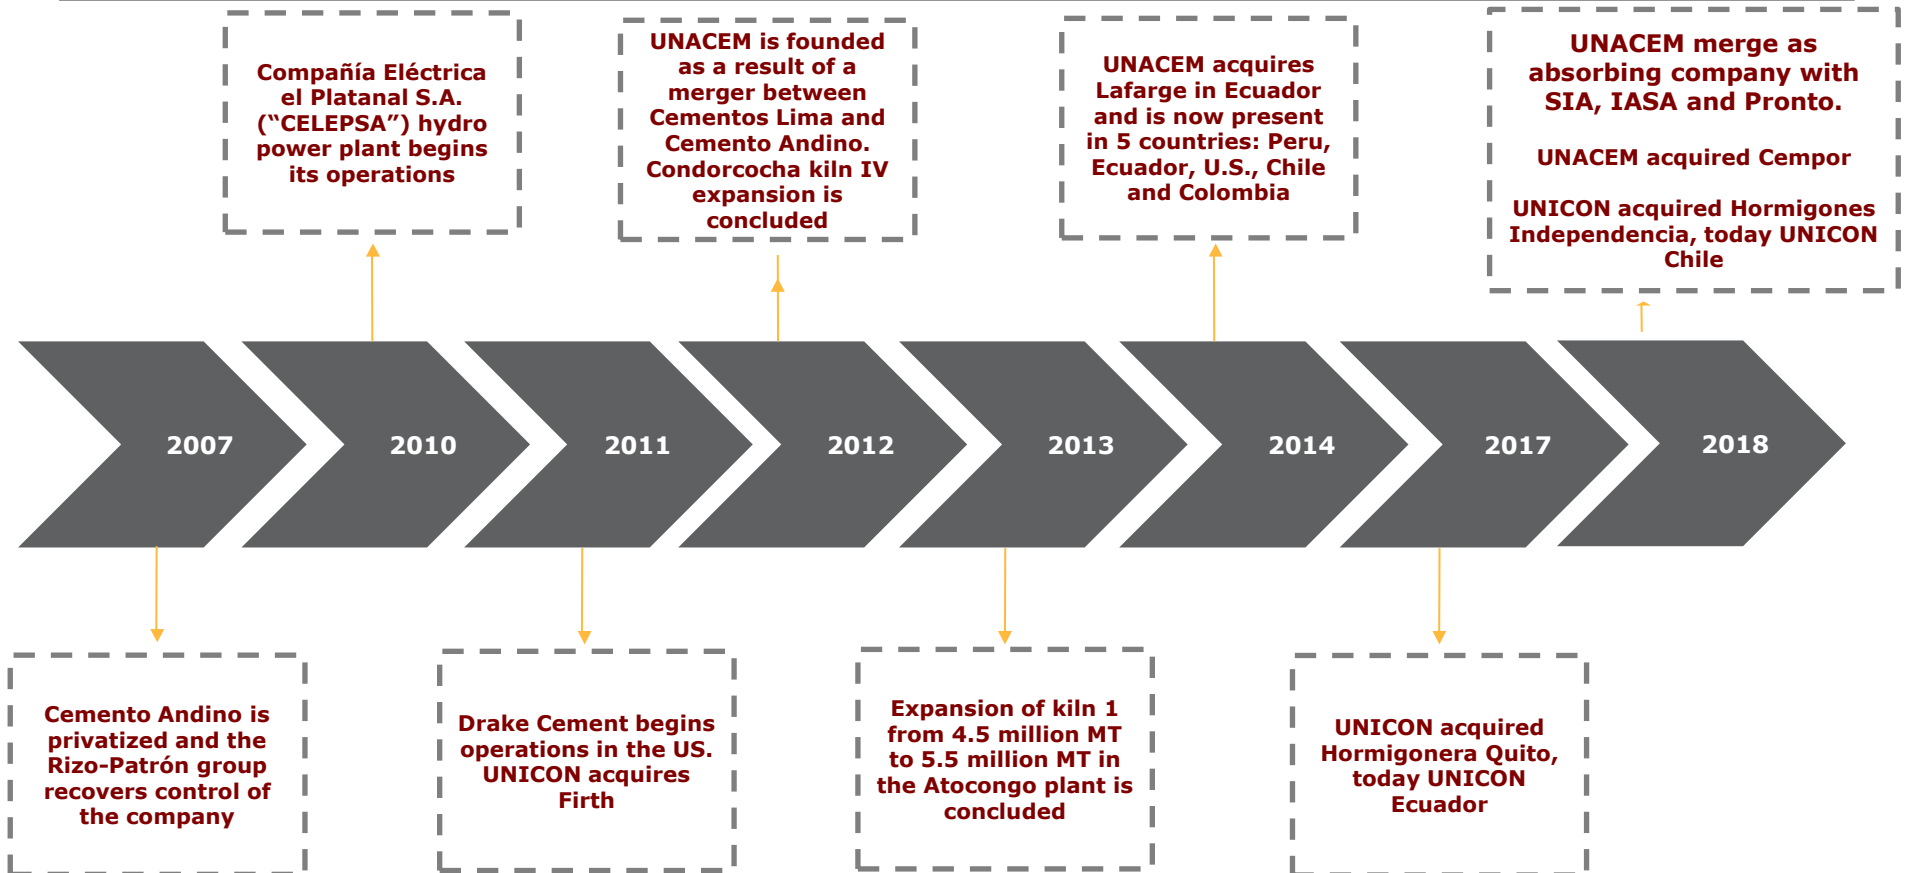 Compañía Eléctrica
el Platanal S.A.
(“CELEPSA”) hydro
power plant begins
its operations
UNACEM is founded
as a result of a
merger between
Cementos Lima and
Cemento Andino.
Condorcocha kiln IV
expansion is
concluded
UNACEM acquires
Lafarge in Ecuador
and is now present
in 5 countries: Peru,
Ecuador, U.S., Chile
and Colombia
UNACEM merge as
absorbing company with
SIA, IASA and Pronto.
UNACEM acquired Cempor
UNICON acquired Hormigones
Independencia, today UNICON
Chile
2007
2010
2011
2012
2013
2014
2017
2018
Cemento Andino is
privatized and the
Rizo-Patrón group
recovers control of
the company
Drake Cement begins
operations in the US.
UNICON acquires
Firth
Expansion of kiln 1
from 4.5 million MT
to 5.5 million MT in
the Atocongo plant is
concluded
UNICON acquired
Hormigonera Quito,
today UNICON
Ecuador